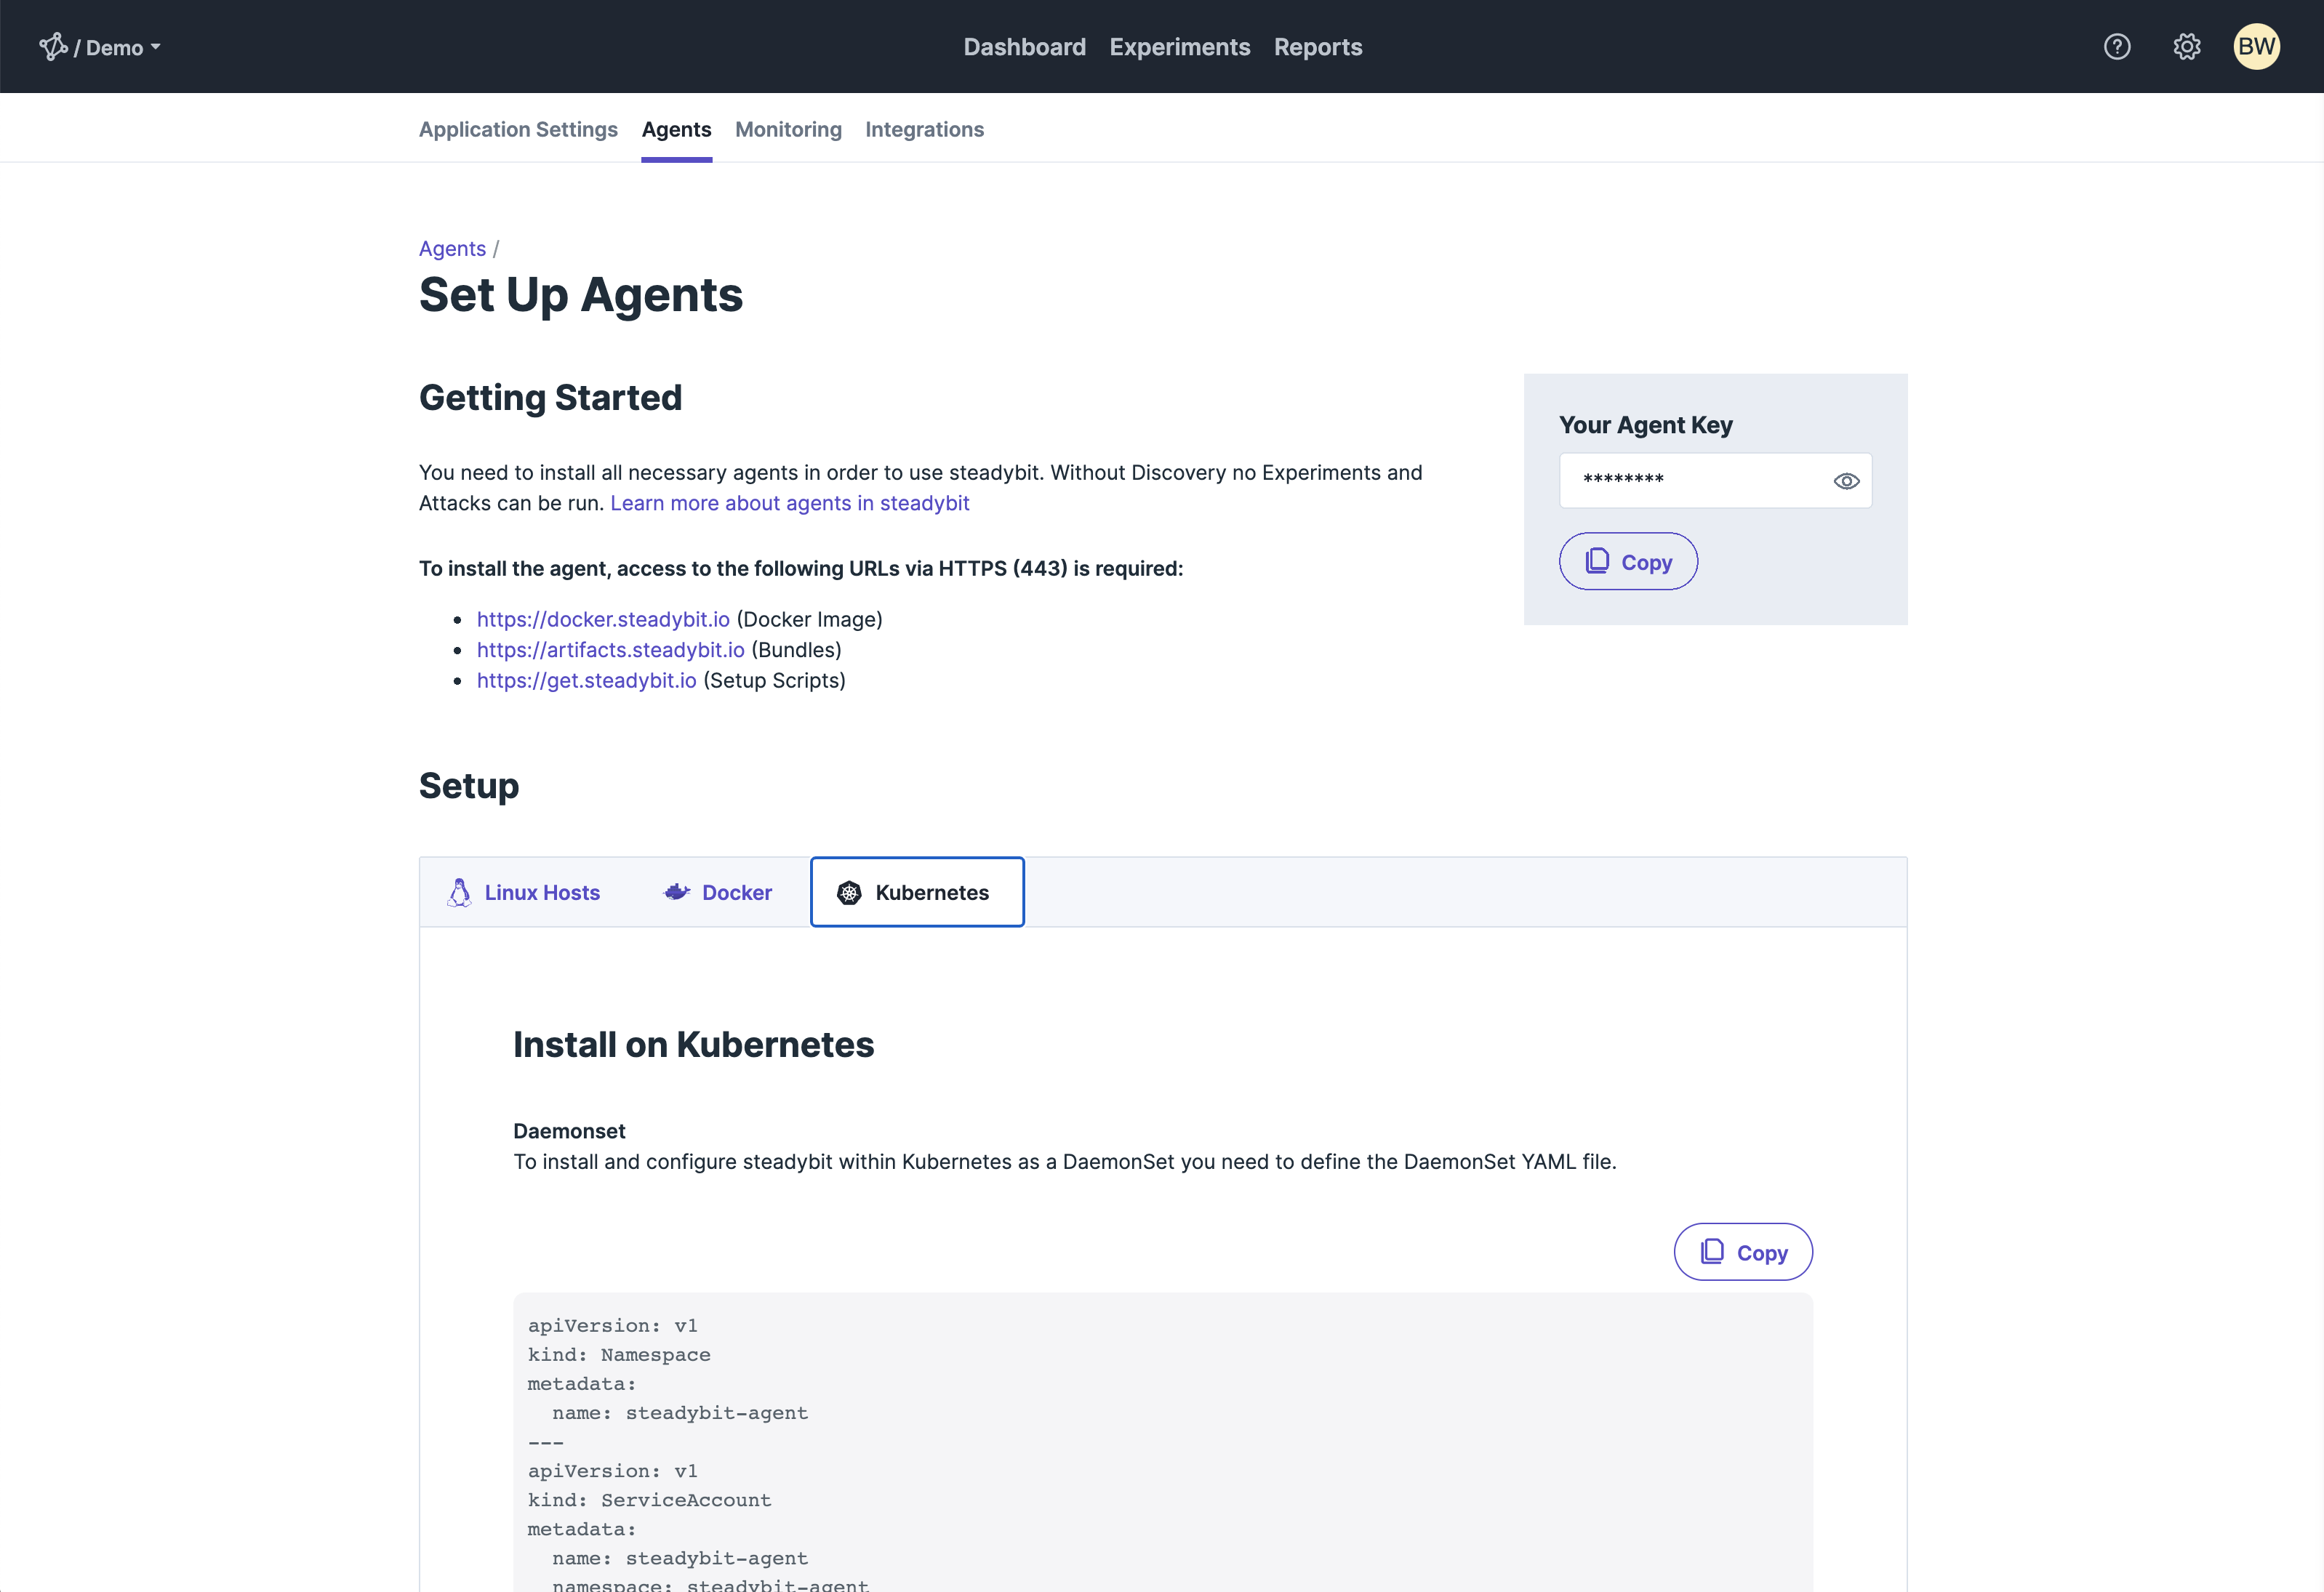 / Demo
Dashboard Experiments Reports
BW
Application Settings Agents Monitoring Integrations
Agents /
Set Up Agents
Getting Started
You need to install all necessary agents in order to use steadybit. Without Discovery no Experiments and
Attacks can be run. Learn more about agents in steadybit
To install the agent, access to the following URLs via HTTPS (443) is required:
• https://docker.steadybit.io (Docker Image)
• https://artifacts.steadybit.io (Bundles)
• https://get.steadybit.io (Setup Scripts)
Your Agent Key
********
Copy
Setup
Linux Hosts Docker Kubernetes
Install on Kubernetes
Daemonset
To install and configure steadybit within Kubernetes as a DaemonSet you need to define the DaemonSet YAML file.
Copy
apiVersion: v1
kind: Namespace
metadata:
  name: steadybit-agent
---
apiVersion: v1
kind: ServiceAccount
metadata:
  name: steadybit-agent
  namespace: steadybit-agent